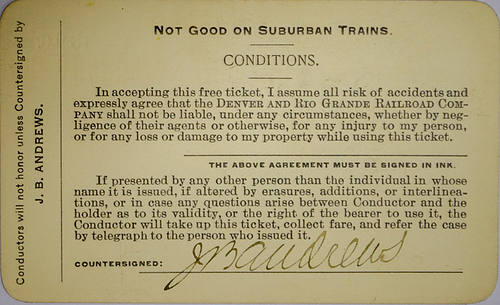 NOT GOOD ON SUBURBAN TRAINS.
CONDITIONS.
In accepting this free ticket, I assume all risk of accidents and
expressly agree that the DENVER AND RIO GRANDE RAILROAD COM-
PANY shall not be liable, under any circumstances, whether by neg-
ligence of their agents or otherwise, for any injury to my person,
or for any loss or damage to my property while using this ticket.
THE ABOVE AGREEMENT MUST BE SIGNED IN INK.
If presented by any other person than the individual in whose
name it is issued, if altered by erasures, additions, or interlinea-
tions, or in case any questions arise between Conductor and the
holder as to its validity, or the right of the bearer to use it, the
Conductor will take up this ticket, collect fare, and refer the case
by telegraph to the person who issued it.
COUNTERSIGNED: J B Andrews
Conductors will not honor unless Countersigned by
J. B. ANDREWS.